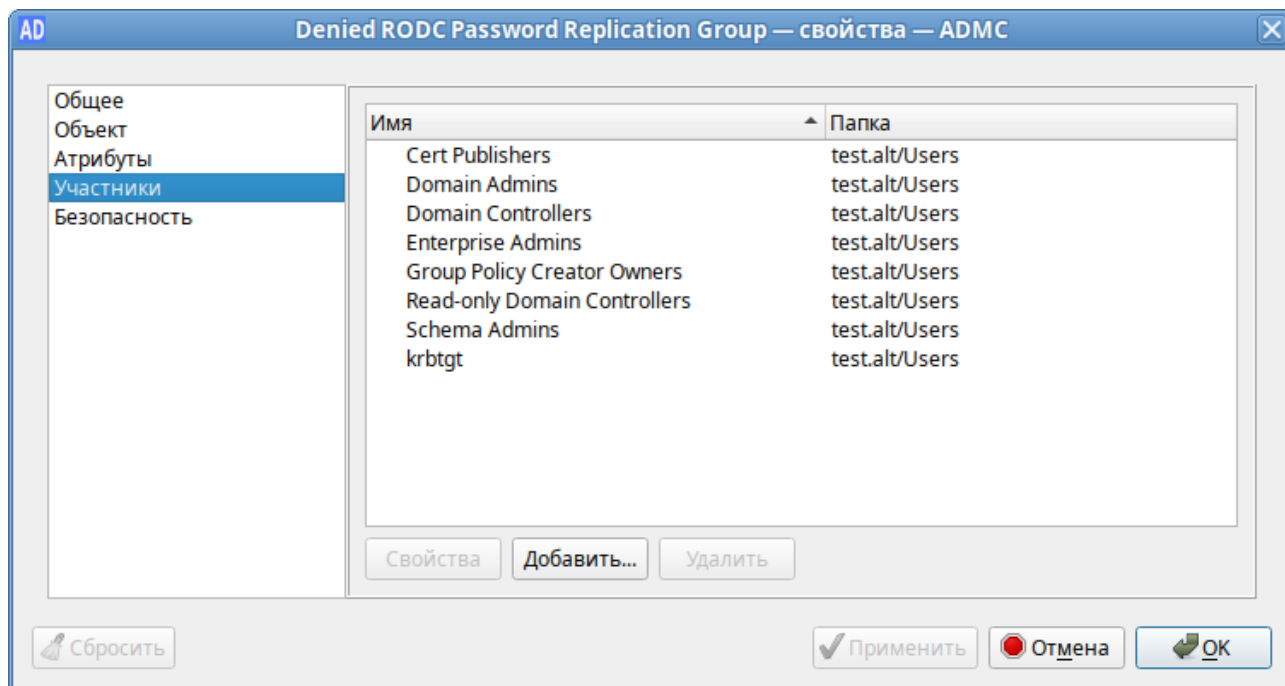 AD Denied RODC Password Replication Group — свойства — ADMC
Общее
Объект
Атрибуты
Участники
Безопасность
Имя Папка
Cert Publishers test.alt/Users
Domain Admins test.alt/Users
Domain Controllers test.alt/Users
Enterprise Admins test.alt/Users
Group Policy Creator Owners test.alt/Users
Read-only Domain Controllers test.alt/Users
Schema Admins test.alt/Users
krbtgt test.alt/Users
Свойства Добавить... Удалить
Сбросить Применить Отмена OK